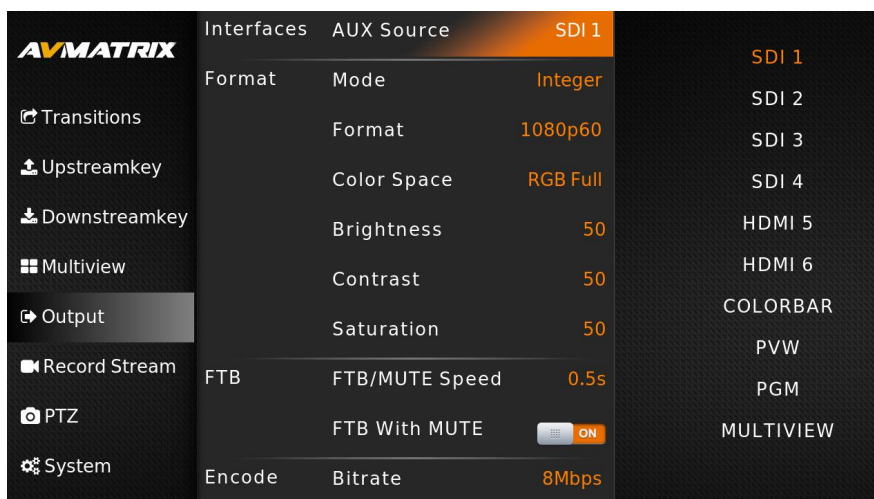 AVMATRIX
Transitions
Upstreamkey
Downstreamkey
Multiview
Output
Record Stream
PTZ
System
Interfaces AUX Source SDI 1
Format Mode Integer
Format 1080p60
Color Space RGB Full
Brightness 50
Contrast 50
Saturation 50
FTB FTB/MUTE Speed 0.5s
FTB With MUTE ON
Encode Bitrate 8Mbps
SDI 1
SDI 2
SDI 3
SDI 4
HDMI 5
HDMI 6
COLORBAR
PVW
PGM
MULTIVIEW